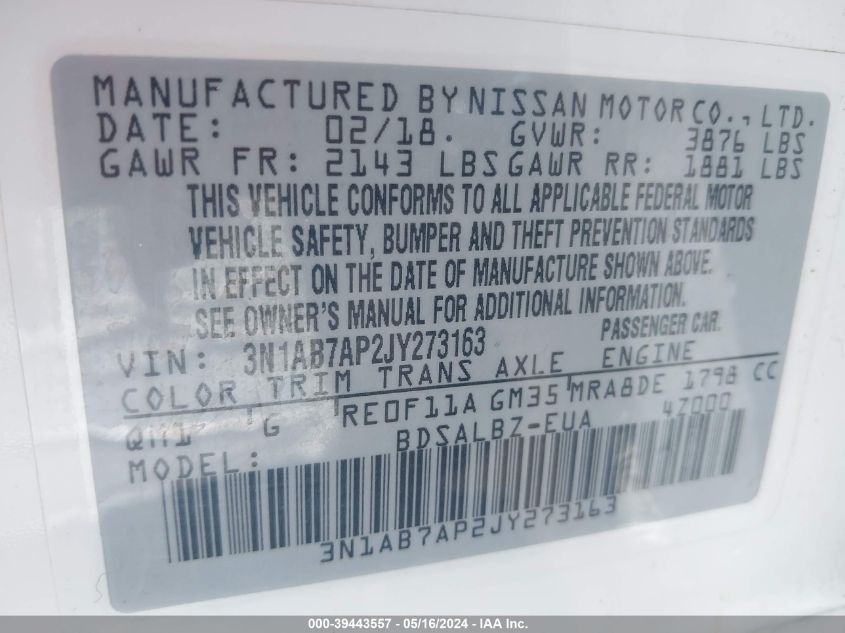 MANUFACTURED BY NISSAN MOTOR CO., LTD.
DATE: 02/18. GVWR: 3876 LBS
GAWR FR: 2143 LBS GAWR RR: 1881 LBS
THIS VEHICLE CONFORMS TO ALL APPLICABLE FEDERAL MOTOR
VEHICLE SAFETY, BUMPER AND THEFT PREVENTION STANDARDS
IN EFFECT ON THE DATE OF MANUFACTURE SHOWN ABOVE.
SEE OWNER'S MANUAL FOR ADDITIONAL INFORMATION.
VIN: 3N1AB7AP2JY273163 PASSENGER CAR.
COLOR TRIM TRANS AXLE ENGINE
QM1 G RE0F11A GM35 MRA8DE 1798 CC
MODEL: BDSALBZ-EUA 4Z000
3N1AB7AP2JY273163
000-39443557 - 05/16/2024 - IAA Inc.